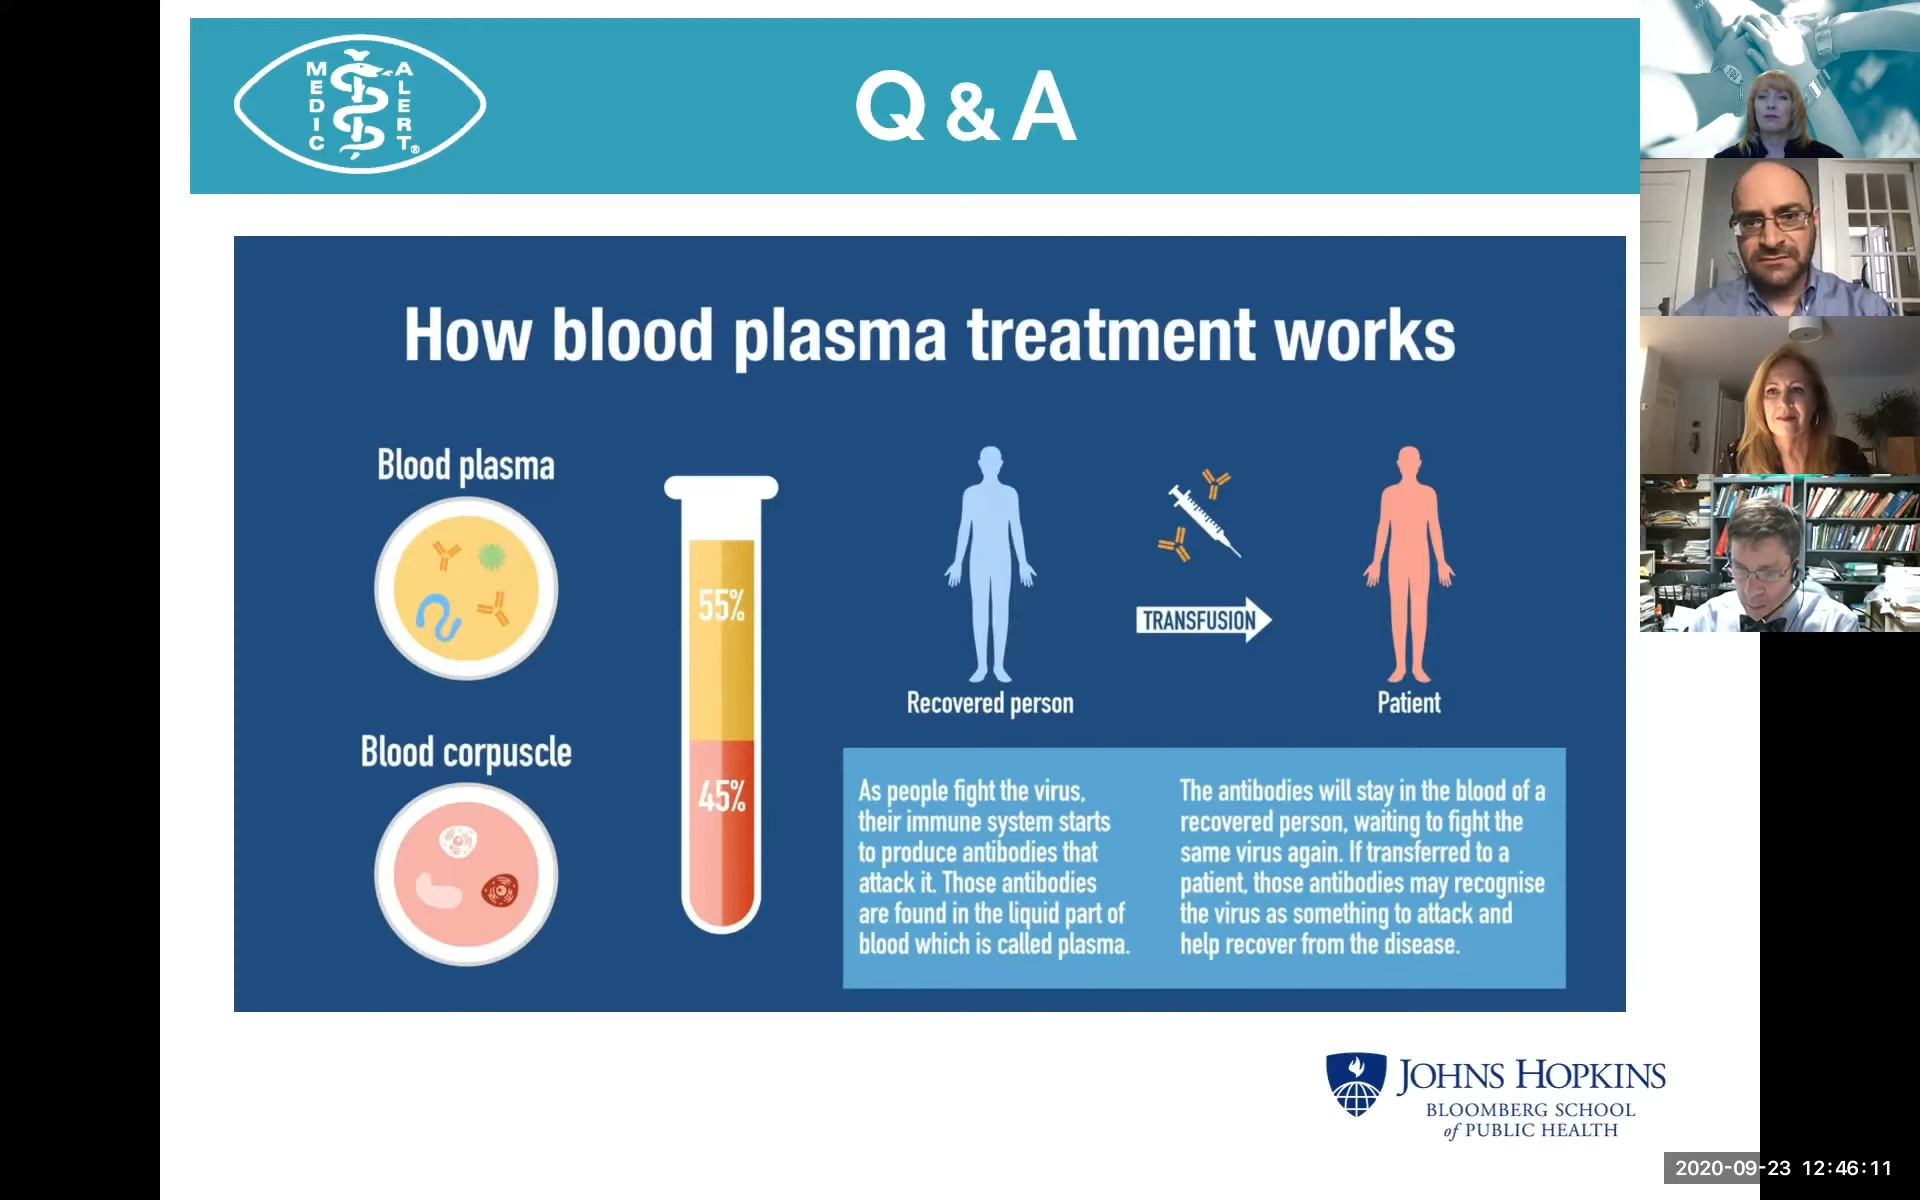 MEDIC ALERT®
Q & A
How blood plasma treatment works
Blood plasma
55%
45%
Blood corpuscle
TRANSFUSION
Recovered person
Patient
As people fight the virus,
their immune system starts
to produce antibodies that
attack it. Those antibodies
are found in the liquid part of
blood which is called plasma.
The antibodies will stay in the blood of a
recovered person, waiting to fight the
same virus again. If transferred to a
patient, those antibodies may recognise
the virus as something to attack and
help recover from the disease.
JOHNS HOPKINS
BLOOMBERG SCHOOL
of PUBLIC HEALTH
2020-09-23 12:46:11